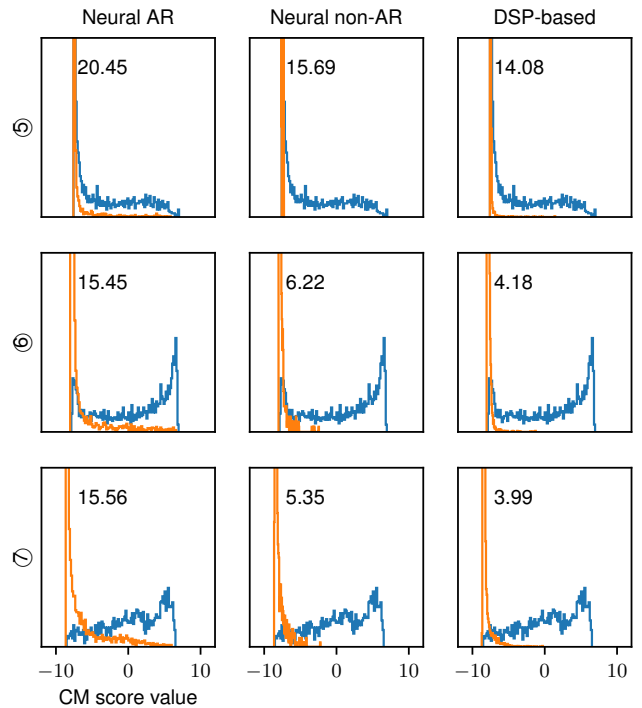 Neural AR Neural non-AR DSP-based
⑤ 20.45 15.69 14.08
⑥ 15.45 6.22 4.18
⑦ 15.56 5.35 3.99
−10 0 10 −10 0 10 −10 0 10
CM score value